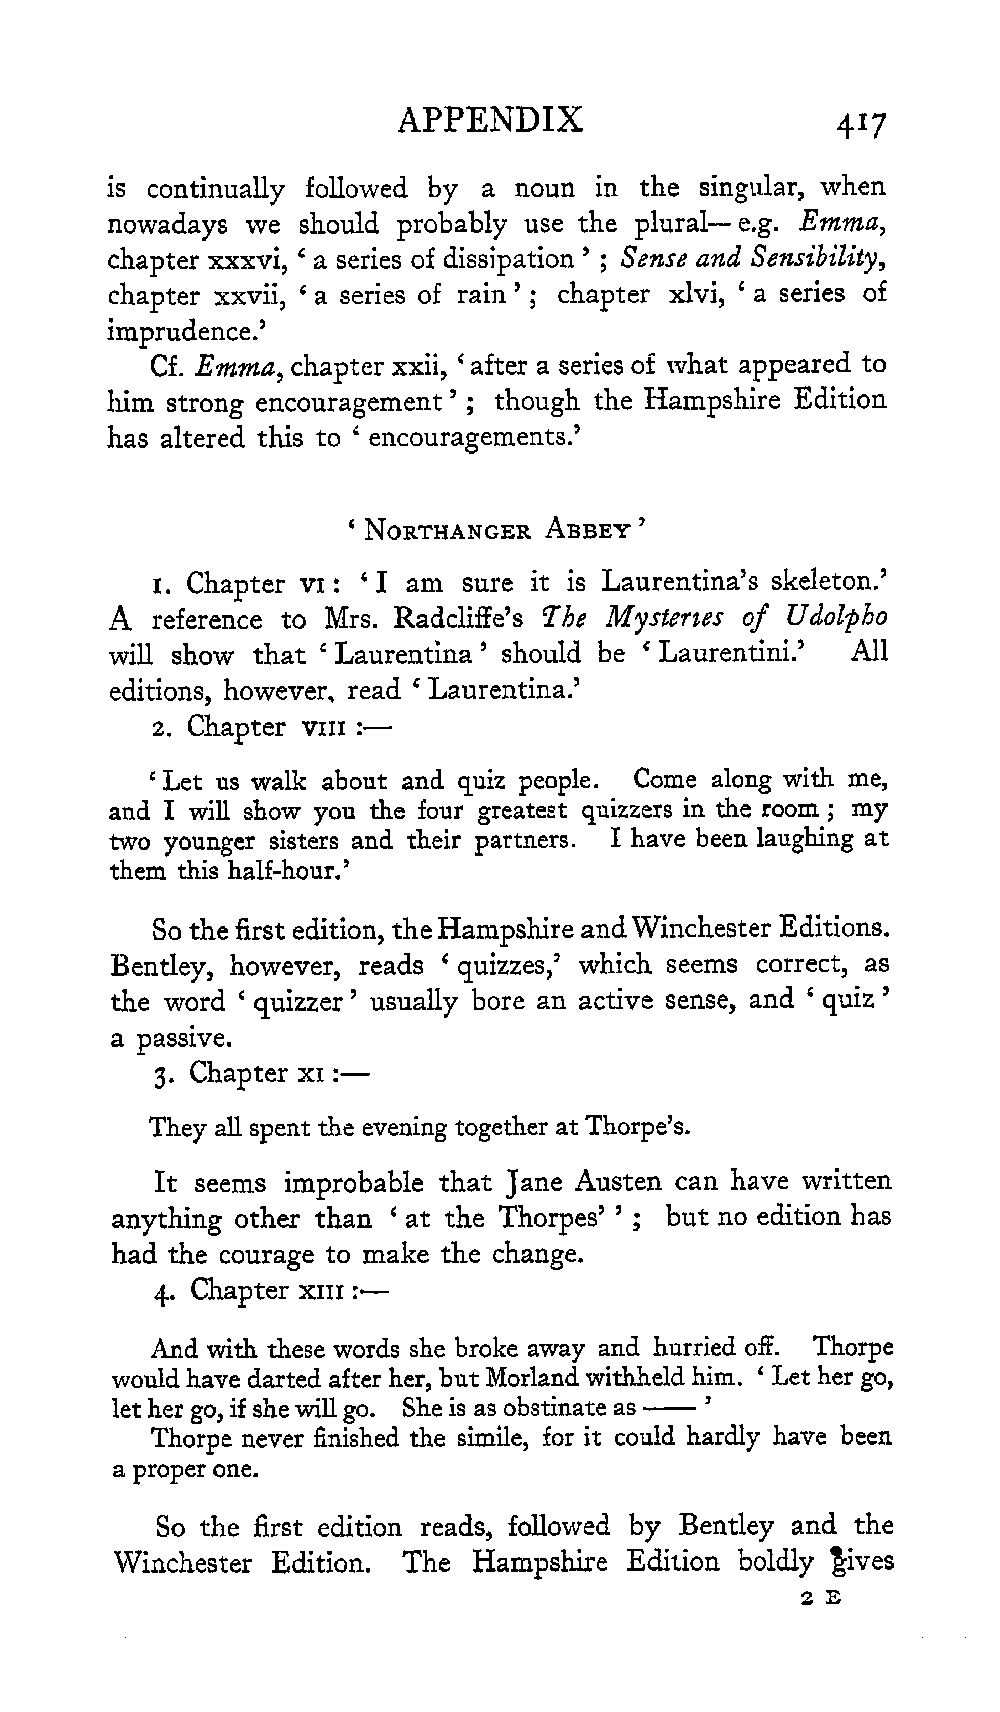 APPENDIX 417
is continually followed by a noun in the singular, when
nowadays we should probably use the plural—e.g. Emma,
chapter xxxvi, ‘ a series of dissipation ’ ; Sense and Sensibility,
chapter xxvii, ‘ a series of rain ’ ; chapter xlvi, ‘ a series of
imprudence.’
Cf. Emma, chapter xxii, ‘ after a series of what appeared to
him strong encouragement ’ ; though the Hampshire Edition
has altered this to ‘ encouragements.’
‘ Northanger Abbey ’
1. Chapter VI : ‘ I am sure it is Laurentina’s skeleton.’
A reference to Mrs. Radcliffe’s The Mysteries of Udolpho
will show that ‘ Laurentina ’ should be ‘ Laurentini.’ All
editions, however, read ‘ Laurentina.’
2. Chapter VIII :—
‘ Let us walk about and quiz people. Come along with me,
and I will show you the four greatest quizzers in the room ; my
two younger sisters and their partners. I have been laughing at
them this half-hour.’
So the first edition, the Hampshire and Winchester Editions.
Bentley, however, reads ‘ quizzes,’ which seems correct, as
the word ‘ quizzer ’ usually bore an active sense, and ‘ quiz ’
a passive.
3. Chapter XI :—
They all spent the evening together at Thorpe’s.
It seems improbable that Jane Austen can have written
anything other than ‘ at the Thorpes’ ’ ; but no edition has
had the courage to make the change.
4. Chapter XIII :—
And with these words she broke away and hurried off. Thorpe
would have darted after her, but Morland withheld him. ‘ Let her go,
let her go, if she will go. She is as obstinate as —— ’
Thorpe never finished the simile, for it could hardly have been
a proper one.
So the first edition reads, followed by Bentley and the
Winchester Edition. The Hampshire Edition boldly gives
2 E